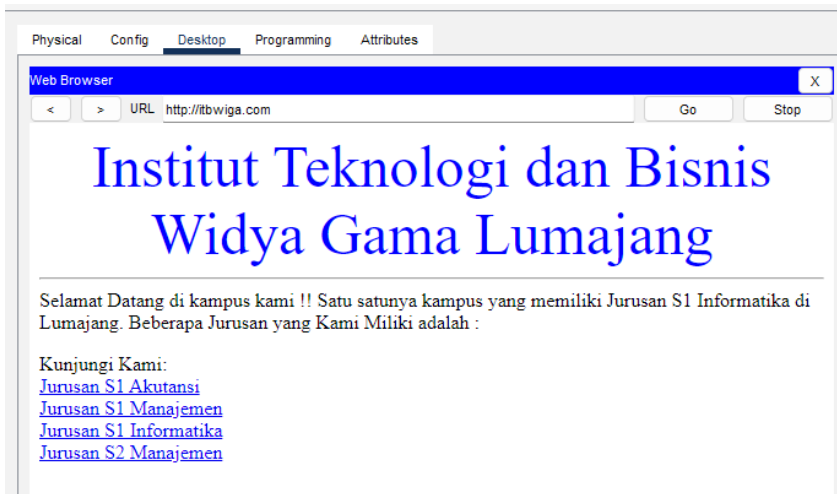 Physical Config Desktop Programming Attributes
Web Browser X
< > URL http://itbwiga.com Go Stop
Institut Teknologi dan Bisnis
Widya Gama Lumajang
Selamat Datang di kampus kami !! Satu satunya kampus yang memiliki Jurusan S1 Informatika di
Lumajang. Beberapa Jurusan yang Kami Miliki adalah :
Kunjungi Kami:
Jurusan S1 Akutansi
Jurusan S1 Manajemen
Jurusan S1 Informatika
Jurusan S2 Manajemen